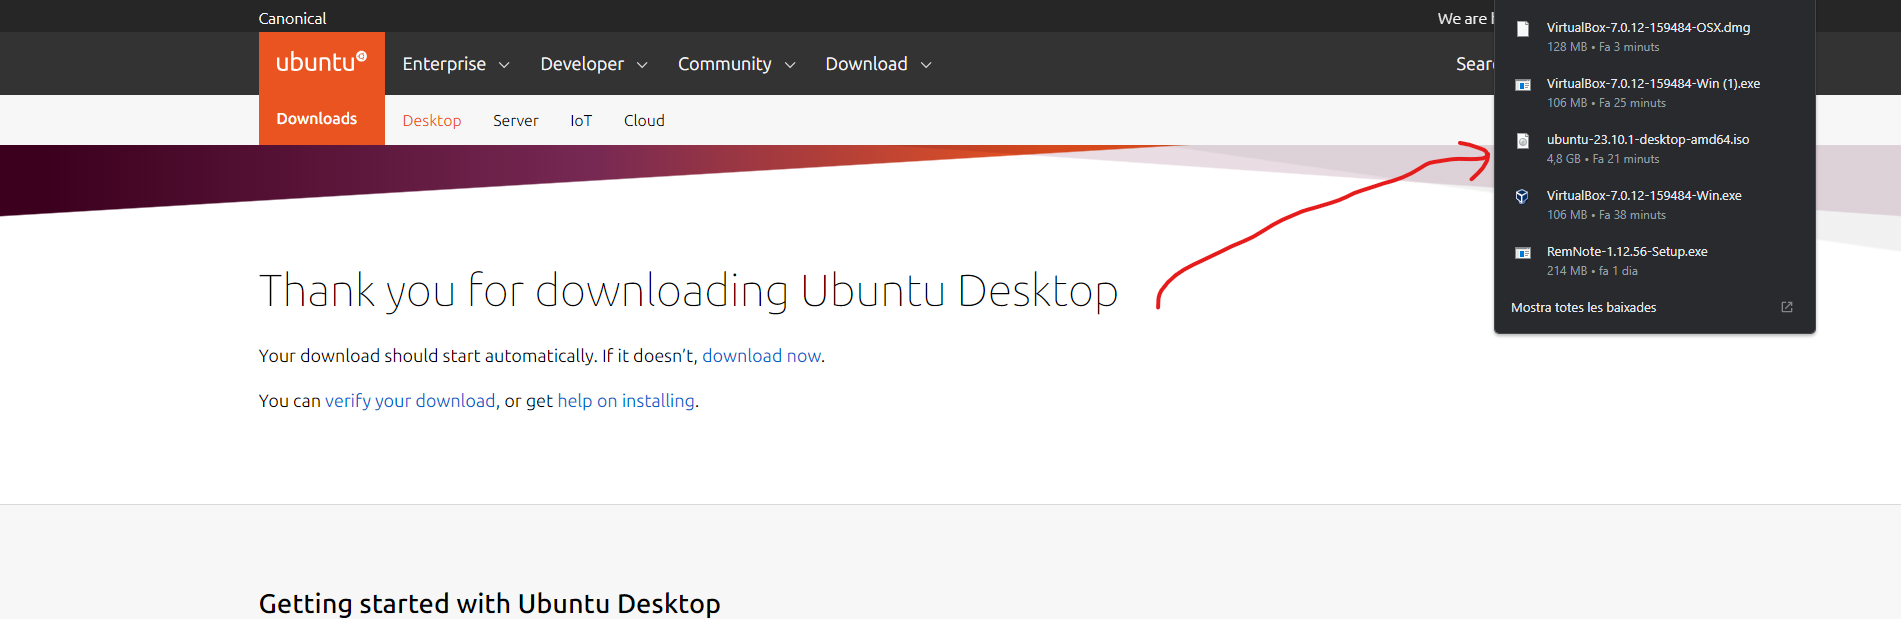 Canonical
We are
ubuntu
Enterprise
Developer
Community
Download
Downloads
Desktop
Server
IoT
Cloud
VirtualBox-7.0.12-159484-OSX.dmg
128 MB • Fa 3 minuts
VirtualBox-7.0.12-159484-Win (1).exe
106 MB • Fa 25 minuts
ubuntu-23.10.1-desktop-amd64.iso
4,8 GB • Fa 21 minuts
VirtualBox-7.0.12-159484-Win.exe
106 MB • Fa 38 minuts
RemNote-1.12.56-Setup.exe
214 MB • fa 1 dia
Mostra totes les baixades
Thank you for downloading Ubuntu Desktop
Your download should start automatically. If it doesn’t, download now.
You can verify your download, or get help on installing.
Getting started with Ubuntu Desktop